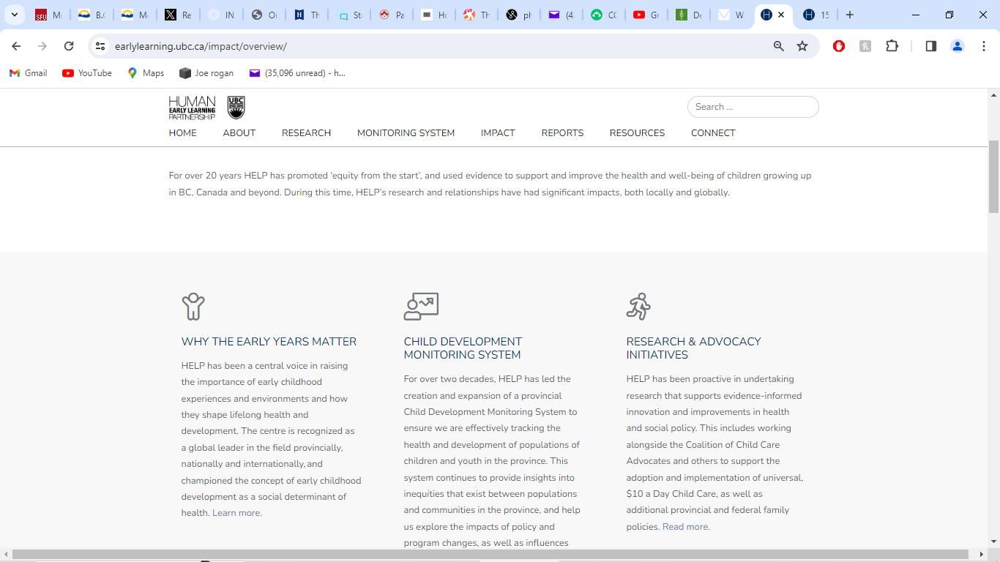 Mo
B.C
Mo
Re
IN
O
Th
St
Pe
Ho
Th
ph
(4
CC
Gr
De
W
15
earlylearning.ubc.ca/impact/overview/
Gmail
YouTube
Maps
Joe rogan
(35,096 unread) - h...
HUMAN
EARLY LEARNING
PARTNERSHIP
UBC
Search ...
HOME ABOUT RESEARCH MONITORING SYSTEM IMPACT REPORTS RESOURCES CONNECT
For over 20 years HELP has promoted ‘equity from the start’, and used evidence to support and improve the health and well-being of children growing up
in BC, Canada and beyond. During this time, HELP’s research and relationships have had significant impacts, both locally and globally.
WHY THE EARLY YEARS MATTER
HELP has been a central voice in raising
the importance of early childhood
experiences and environments and how
they shape lifelong health and
development. The centre is recognized as
a global leader in the field provincially,
nationally and internationally, and
championed the concept of early childhood
development as a social determinant of
health. Learn more.
CHILD DEVELOPMENT
MONITORING SYSTEM
For over two decades, HELP has led the
creation and expansion of a provincial
Child Development Monitoring System to
ensure we are effectively tracking the
health and development of populations of
children and youth in the province. This
system continues to provide insights into
inequities that exist between populations
and communities in the province, and help
us explore the impacts of policy and
program changes, as well as influences
RESEARCH & ADVOCACY
INITIATIVES
HELP has been proactive in undertaking
research that supports evidence-informed
innovation and improvements in health
and social policy. This includes working
alongside the Coalition of Child Care
Advocates and others to support the
adoption and implementation of universal,
$10 a Day Child Care, as well as
additional provincial and federal family
policies. Read more.